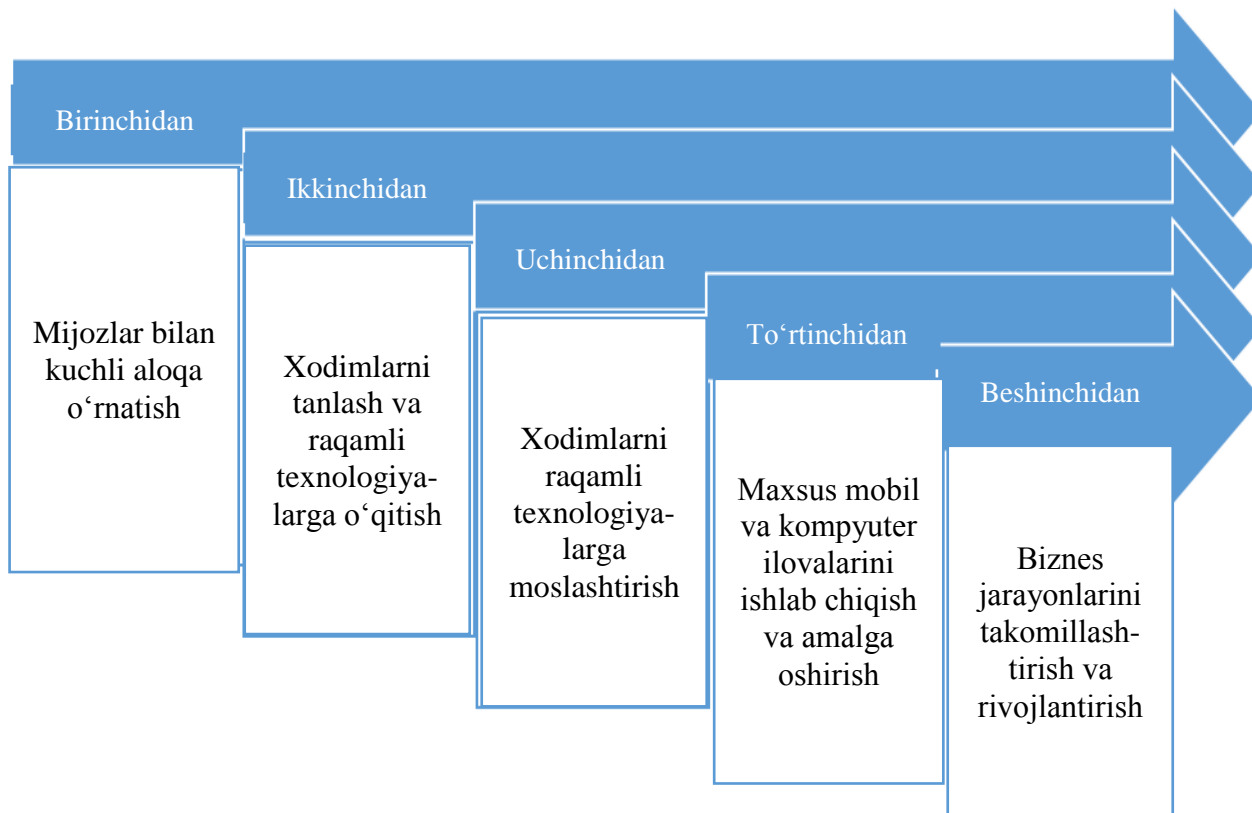 Birinchidan
Mijozlar bilan
kuchli aloqa
o‘rnatish
Ikkinchidan
Xodimlarni
tanlash va
raqamli
texnologiya-
larga o‘qitish
Uchinchidan
Xodimlarni
raqamli
texnologiya-
larga
moslashtirish
To‘rtinchidan
Maxsus mobil
va kompyuter
ilovalarini
ishlab chiqish
va amalga
oshirish
Beshinchidan
Biznes
jarayonlarini
takomillash-
tirish va
rivojlantirish